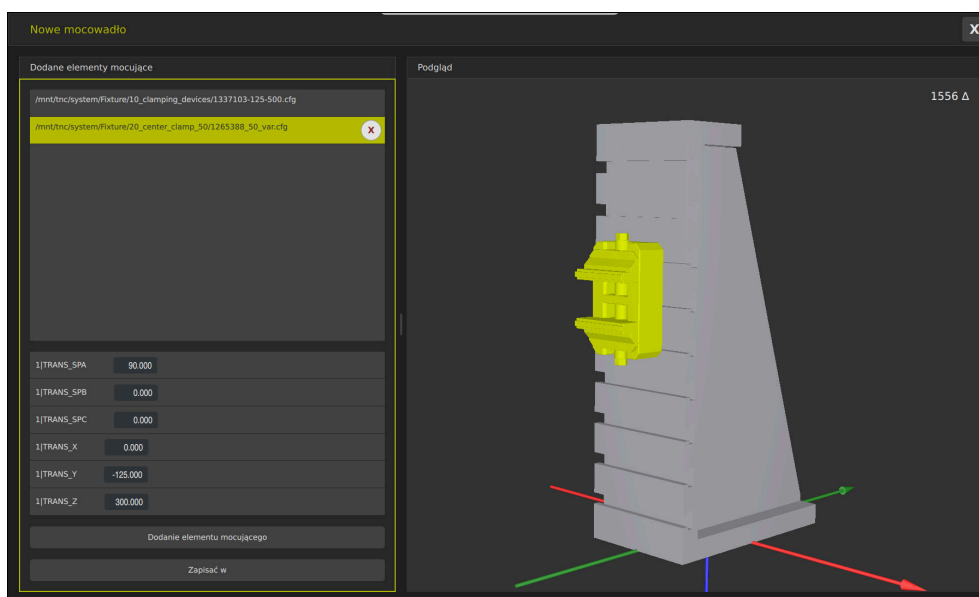 Nowe mocowadło
X
Dodane elementy mocujące
Podgląd
/mnt/tnc/system/Fixture/10_clamping_devices/1337103-125-500.cfg
1556 Δ
/mnt/tnc/system/Fixture/20_center_clamp_50/1265388_50_var.cfg
X
1|TRANS_SPA 90.000
1|TRANS_SPB 0.000
1|TRANS_SPC 0.000
1|TRANS_X 0.000
1|TRANS_Y -125.000
1|TRANS_Z 300.000
Dodanie elementu mocującego
Zapisać w